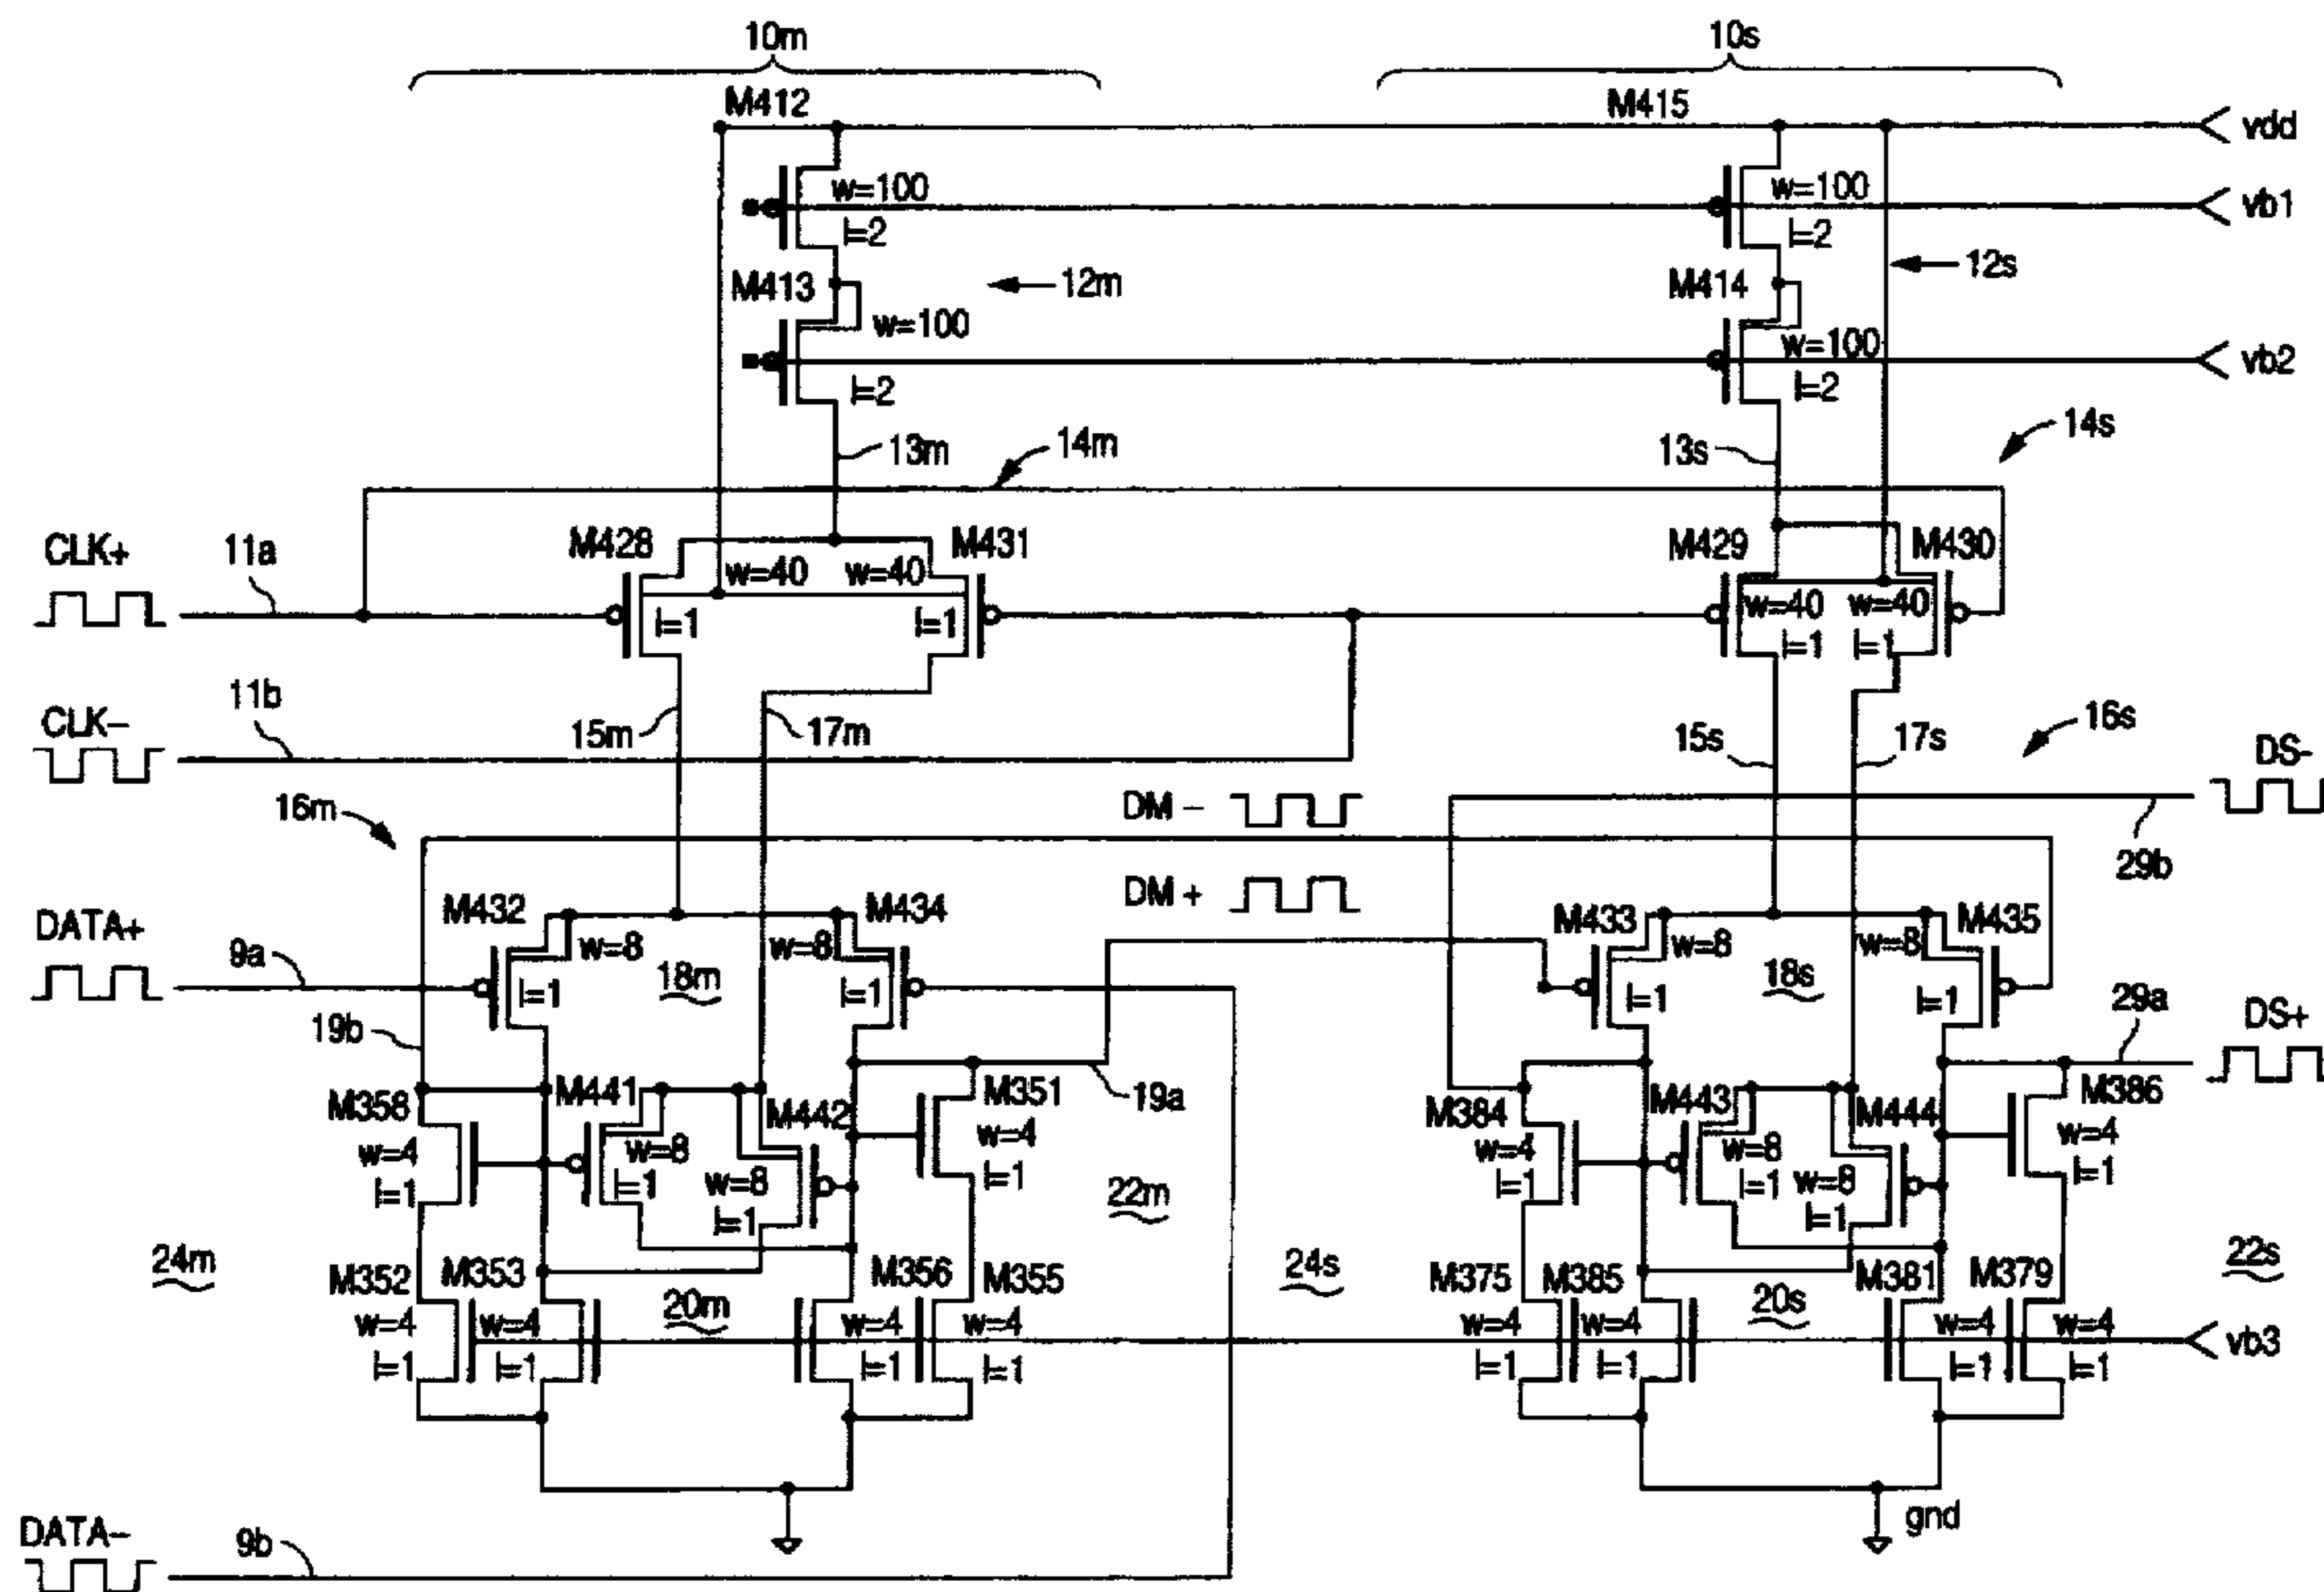 10m
10s
M412
M415
vdd
w=100
l=2
w=100
l=2
vb1
M413
12m
M414
12s
w=100
l=2
w=100
l=2
vb2
13m
14m
13s
14s
CLK+
11a
M428
w=40
l=1
w=40
l=1
M431
M429
w=40
l=1
w=40
l=1
M430
CLK-
11b
15m
17m
15s
17s
16s
DS-
16m
DM -
29b
DM +
DATA+
9a
M432
w=8
l=1
18m
w=8
l=1
M434
M433
w=8
l=1
18s
w=8
l=1
M435
29a
DS+
19b
19a
M358
w=4
l=1
M441
w=8
l=1
M442
w=8
l=1
M351
w=4
l=1
22m
M384
w=4
l=1
M443
w=8
l=1
M444
w=8
l=1
M386
w=4
l=1
24m
M352
w=4
l=1
M353
w=4
l=1
20m
M356
w=4
l=1
M355
w=4
l=1
24s
M375
w=4
l=1
M385
w=4
l=1
20s
M381
w=4
l=1
M379
w=4
l=1
22s
vb3
gnd
DATA-
9b